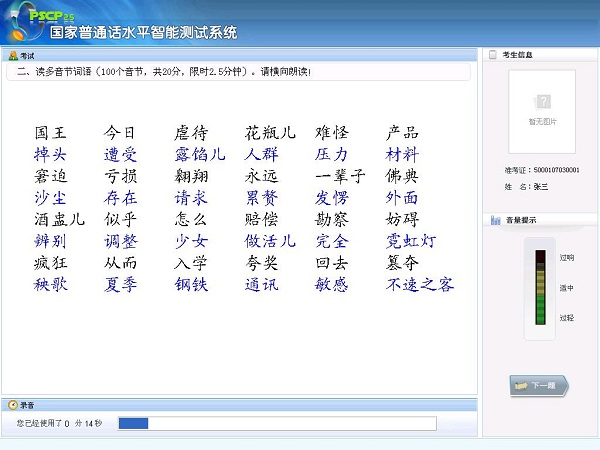 PSCP 2.5
国家普通话水平智能测试系统
考试
二、读多音节词语（100个音节，共20分，限时2.5分钟）。请横向朗读！
国王 今日 虐待 花瓶儿 难怪 产品
掉头 遭受 露馅儿 人群 压力 材料
窘迫 亏损 翱翔 永远 一辈子 佛典
沙尘 存在 请求 累赘 发愣 外面
酒盅儿 似乎 怎么 赔偿 勘察 妨碍
辨别 调整 少女 做活儿 完全 霓虹灯
疯狂 从而 入学 夸奖 回去 篡夺
秧歌 夏季 钢铁 通讯 敏感 不速之客
录音
您已经使用了 0 分 14 秒
考生信息
暂无图片
准考证：5000107030001
姓 名：张三
音量提示
过响
适中
过轻
下一题